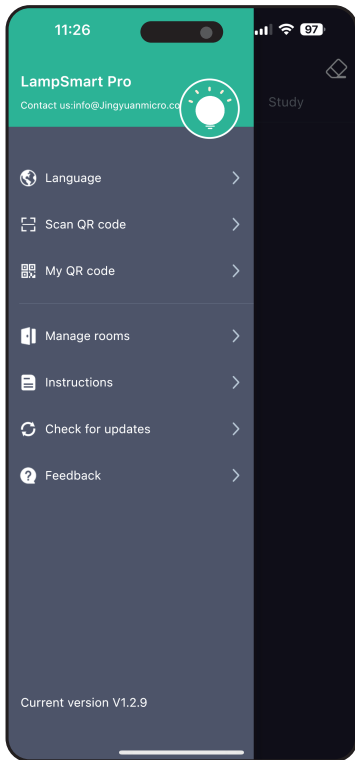 11:26
97
LampSmart Pro
Contact us:info@Jingyuanmicro.co
Study
Language
Scan QR code
My QR code
Manage rooms
Instructions
Check for updates
Feedback
Current version V1.2.9